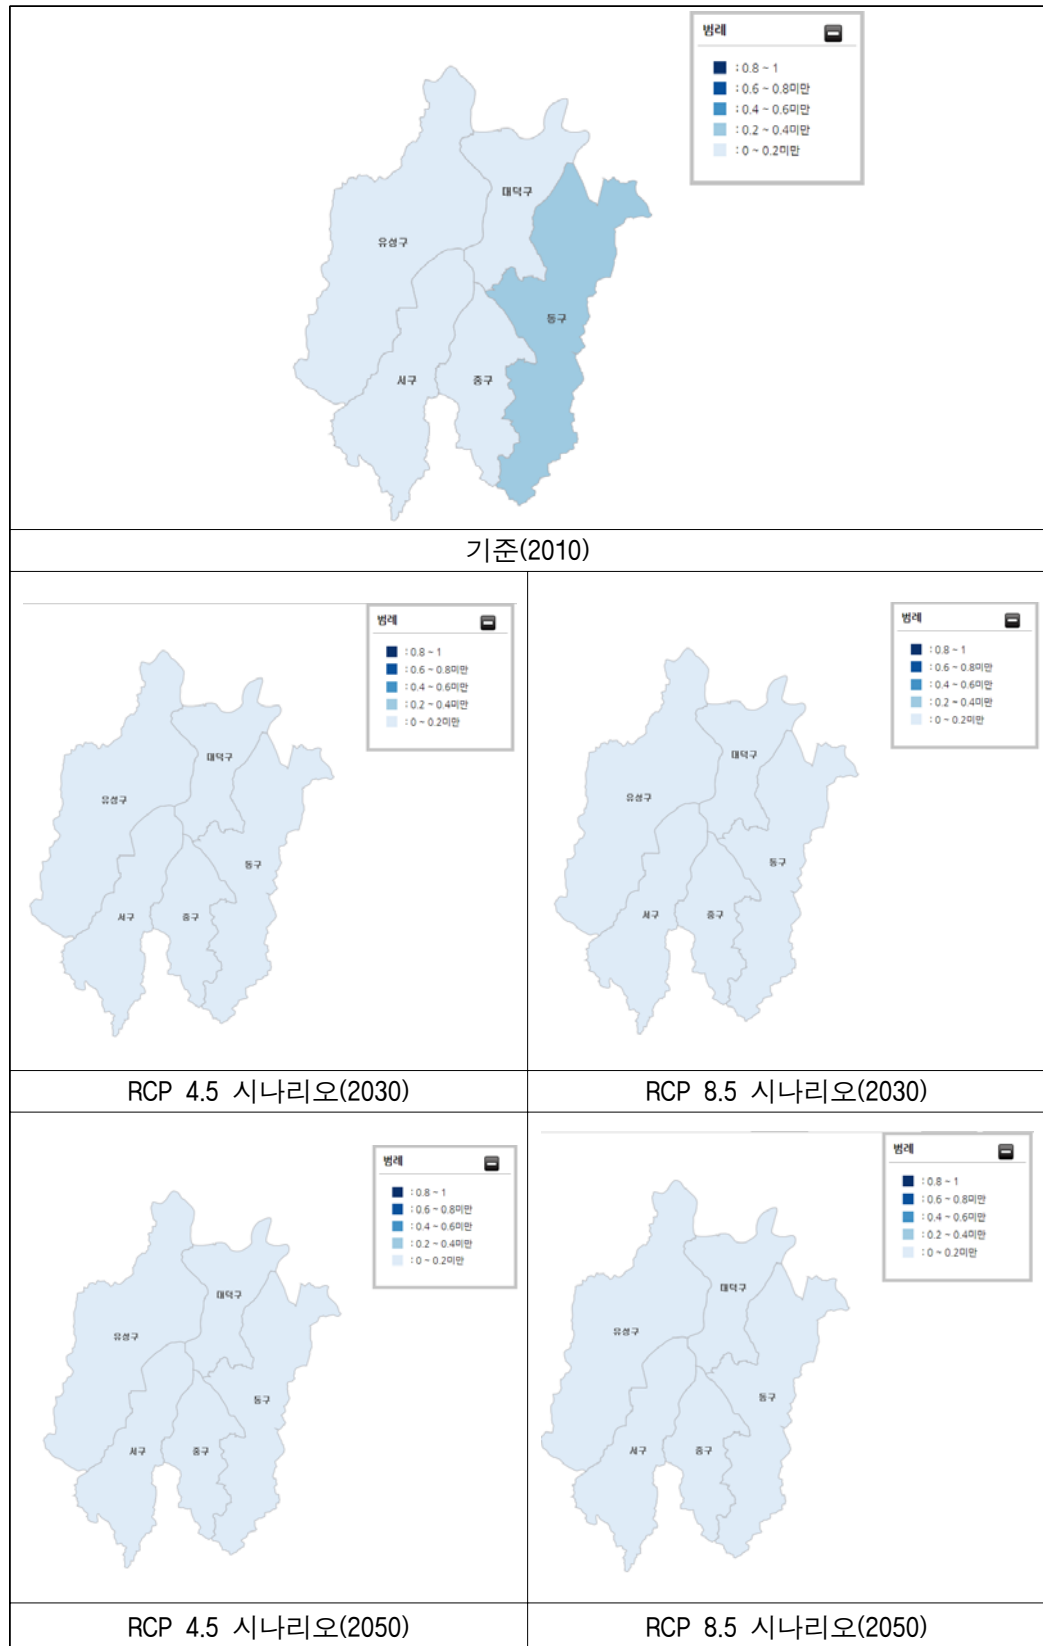 범례
: 0.8 ~ 1
: 0.6 ~ 0.8미만
: 0.4 ~ 0.6미만
: 0.2 ~ 0.4미만
: 0 ~ 0.2미만
대덕구
유성구
동구
서구
중구
기준(2010)
범례
: 0.8 ~ 1
: 0.6 ~ 0.8미만
: 0.4 ~ 0.6미만
: 0.2 ~ 0.4미만
: 0 ~ 0.2미만
대덕구
유성구
동구
서구
중구
RCP 4.5 시나리오(2030)
범례
: 0.8 ~ 1
: 0.6 ~ 0.8미만
: 0.4 ~ 0.6미만
: 0.2 ~ 0.4미만
: 0 ~ 0.2미만
대덕구
유성구
동구
서구
중구
RCP 8.5 시나리오(2030)
범례
: 0.8 ~ 1
: 0.6 ~ 0.8미만
: 0.4 ~ 0.6미만
: 0.2 ~ 0.4미만
: 0 ~ 0.2미만
대덕구
유성구
동구
서구
중구
RCP 4.5 시나리오(2050)
범례
: 0.8 ~ 1
: 0.6 ~ 0.8미만
: 0.4 ~ 0.6미만
: 0.2 ~ 0.4미만
: 0 ~ 0.2미만
대덕구
유성구
동구
서구
중구
RCP 8.5 시나리오(2050)